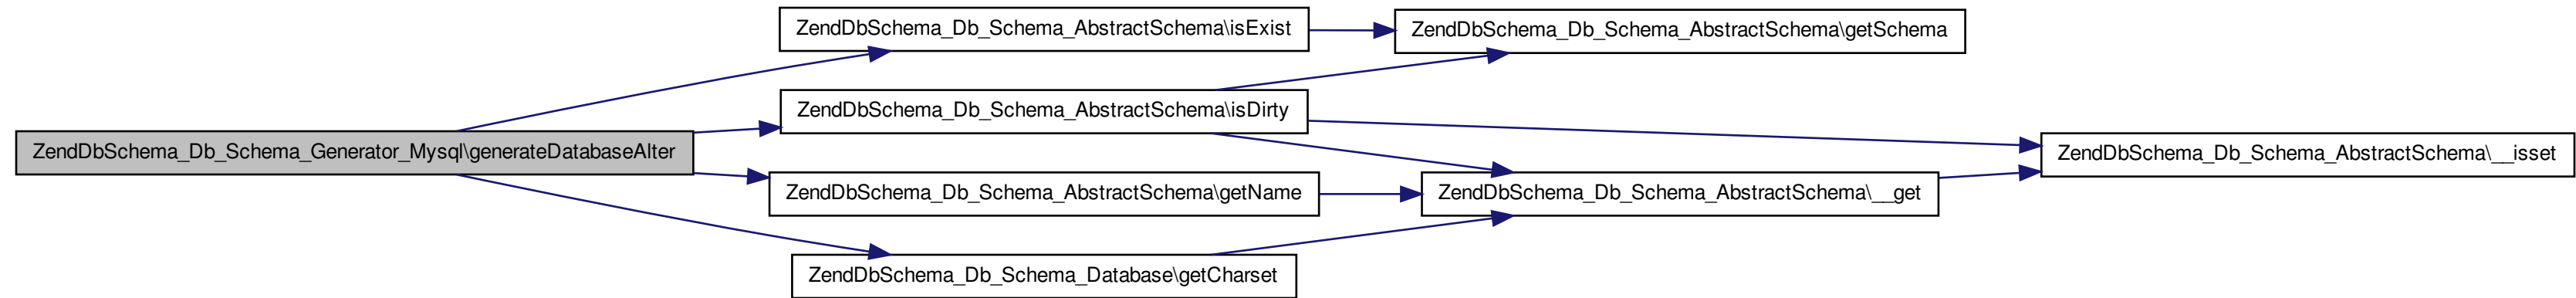 ZendDbSchema_Db_Schema_Generator_Mysql\generateDatabaseAlter
ZendDbSchema_Db_Schema_AbstractSchema\isExist
ZendDbSchema_Db_Schema_AbstractSchema\isDirty
ZendDbSchema_Db_Schema_AbstractSchema\getName
ZendDbSchema_Db_Schema_Database\getCharset
ZendDbSchema_Db_Schema_AbstractSchema\getSchema
ZendDbSchema_Db_Schema_AbstractSchema\__get
ZendDbSchema_Db_Schema_AbstractSchema\__isset